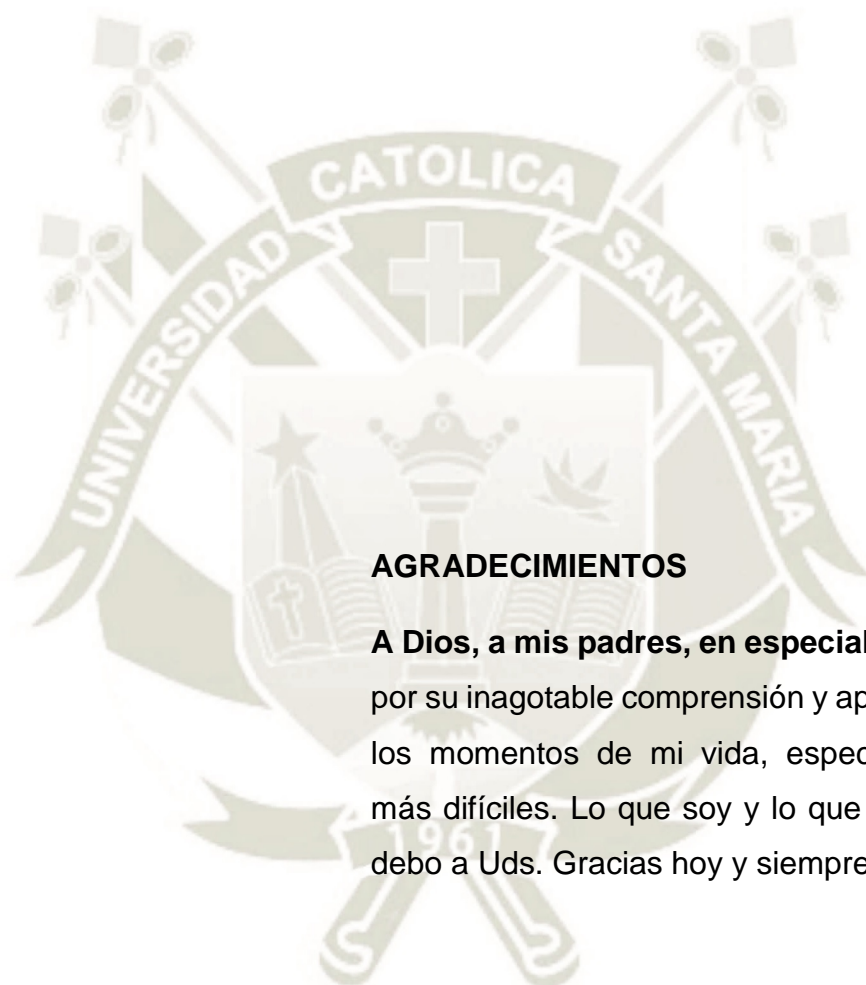 CATOLICA
UNIVERSIDAD
SANTA MARIA
AGRADECIMIENTOS
A Dios, a mis padres, en especial
por su inagotable comprensión y ap
los momentos de mi vida, espec
más difíciles. Lo que soy y lo que
debo a Uds. Gracias hoy y siempre
1961